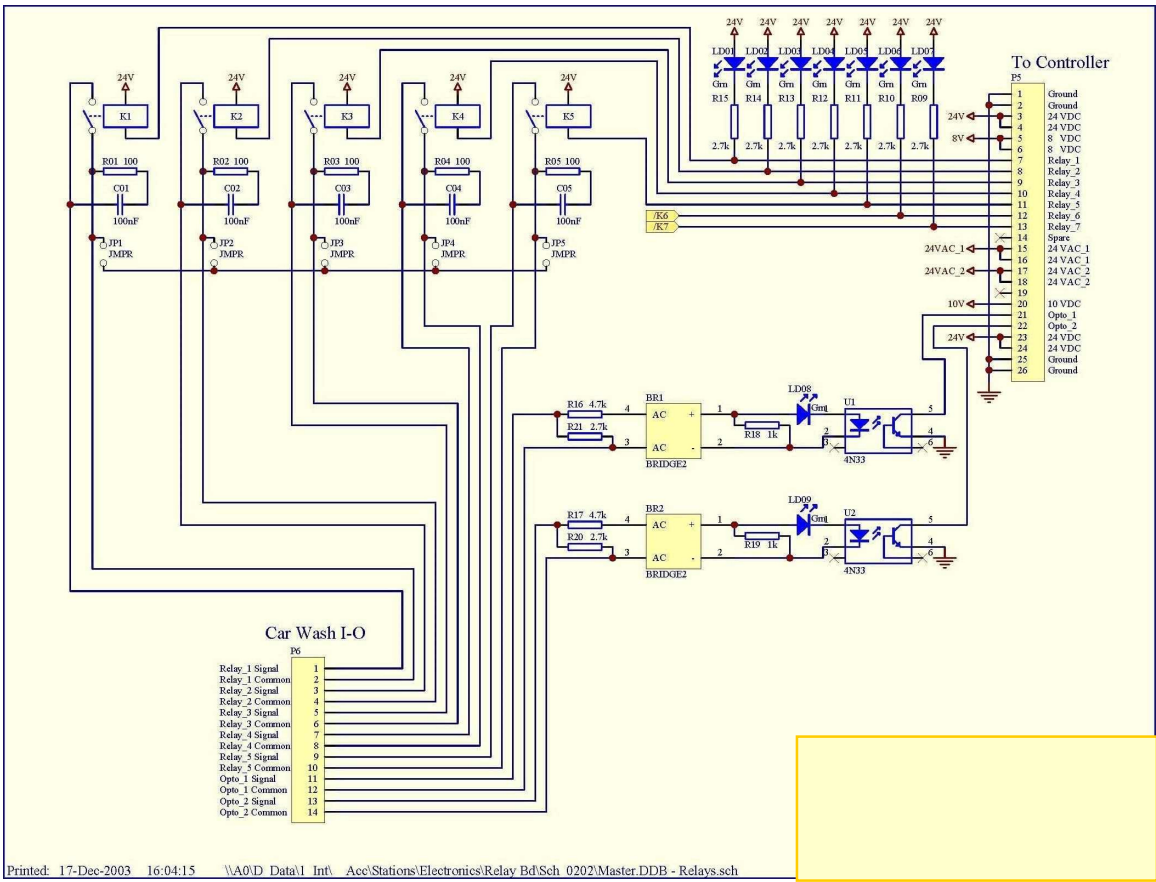 24V 24V 24V 24V 24V 24V 24V
LD01 LD02 LD03 LD04 LD05 LD06 LD07
Grn Grn Grn Grn Grn Grn Grn
R15 R14 R13 R12 R11 R10 R09
2.7k 2.7k 2.7k 2.7k 2.7k 2.7k 2.7k
24V 24V 24V 24V 24V
K1 K2 K3 K4 K5
R01 100 R02 100 R03 100 R04 100 R05 100
C01 C02 C03 C04 C05
100nF 100nF 100nF 100nF 100nF
JP1 JP2 JP3 JP4 JP5
JMPR JMPR JMPR JMPR JMPR
To Controller
P5
1 Ground
2 Ground
24V 3 24 VDC
4 24 VDC
8V 5 8 VDC
6 8 VDC
7 Relay_1
8 Relay_2
9 Relay_3
10 Relay_4
11 Relay_5
/K6 12 Relay_6
/K7 13 Relay_7
14 Spare
24VAC_1 15 24 VAC_1
16 24 VAC_1
24VAC_2 17 24 VAC_2
18 24 VAC_2
19
10V 20 10 VDC
21 Opto_1
22 Opto_2
24V 23 24 VDC
24 24 VDC
25 Ground
26 Ground
BR1 LD08
R16 4.7k 4 AC + 1 Grn 1 U1 5
R21 2.7k 3 AC - 2 R18 1k 2 3 4 6
BRIDGE2 4N33
BR2 LD09
R17 4.7k 4 AC + 1 Grn 1 U2 5
R20 2.7k 3 AC - 2 R19 1k 2 3 4 6
BRIDGE2 4N33
Car Wash I-O
P6
Relay_1 Signal 1
Relay_1 Common 2
Relay_2 Signal 3
Relay_2 Common 4
Relay_3 Signal 5
Relay_3 Common 6
Relay_4 Signal 7
Relay_4 Common 8
Relay_5 Signal 9
Relay_5 Common 10
Opto_1 Signal 11
Opto_1 Common 12
Opto_2 Signal 13
Opto_2 Common 14
Printed: 17-Dec-2003 16:04:15 \\A0\D_Data\1_Int\_Acc\Stations\Electronics\Relay Bd\Sch_0202\Master.DDB - Relays.sch